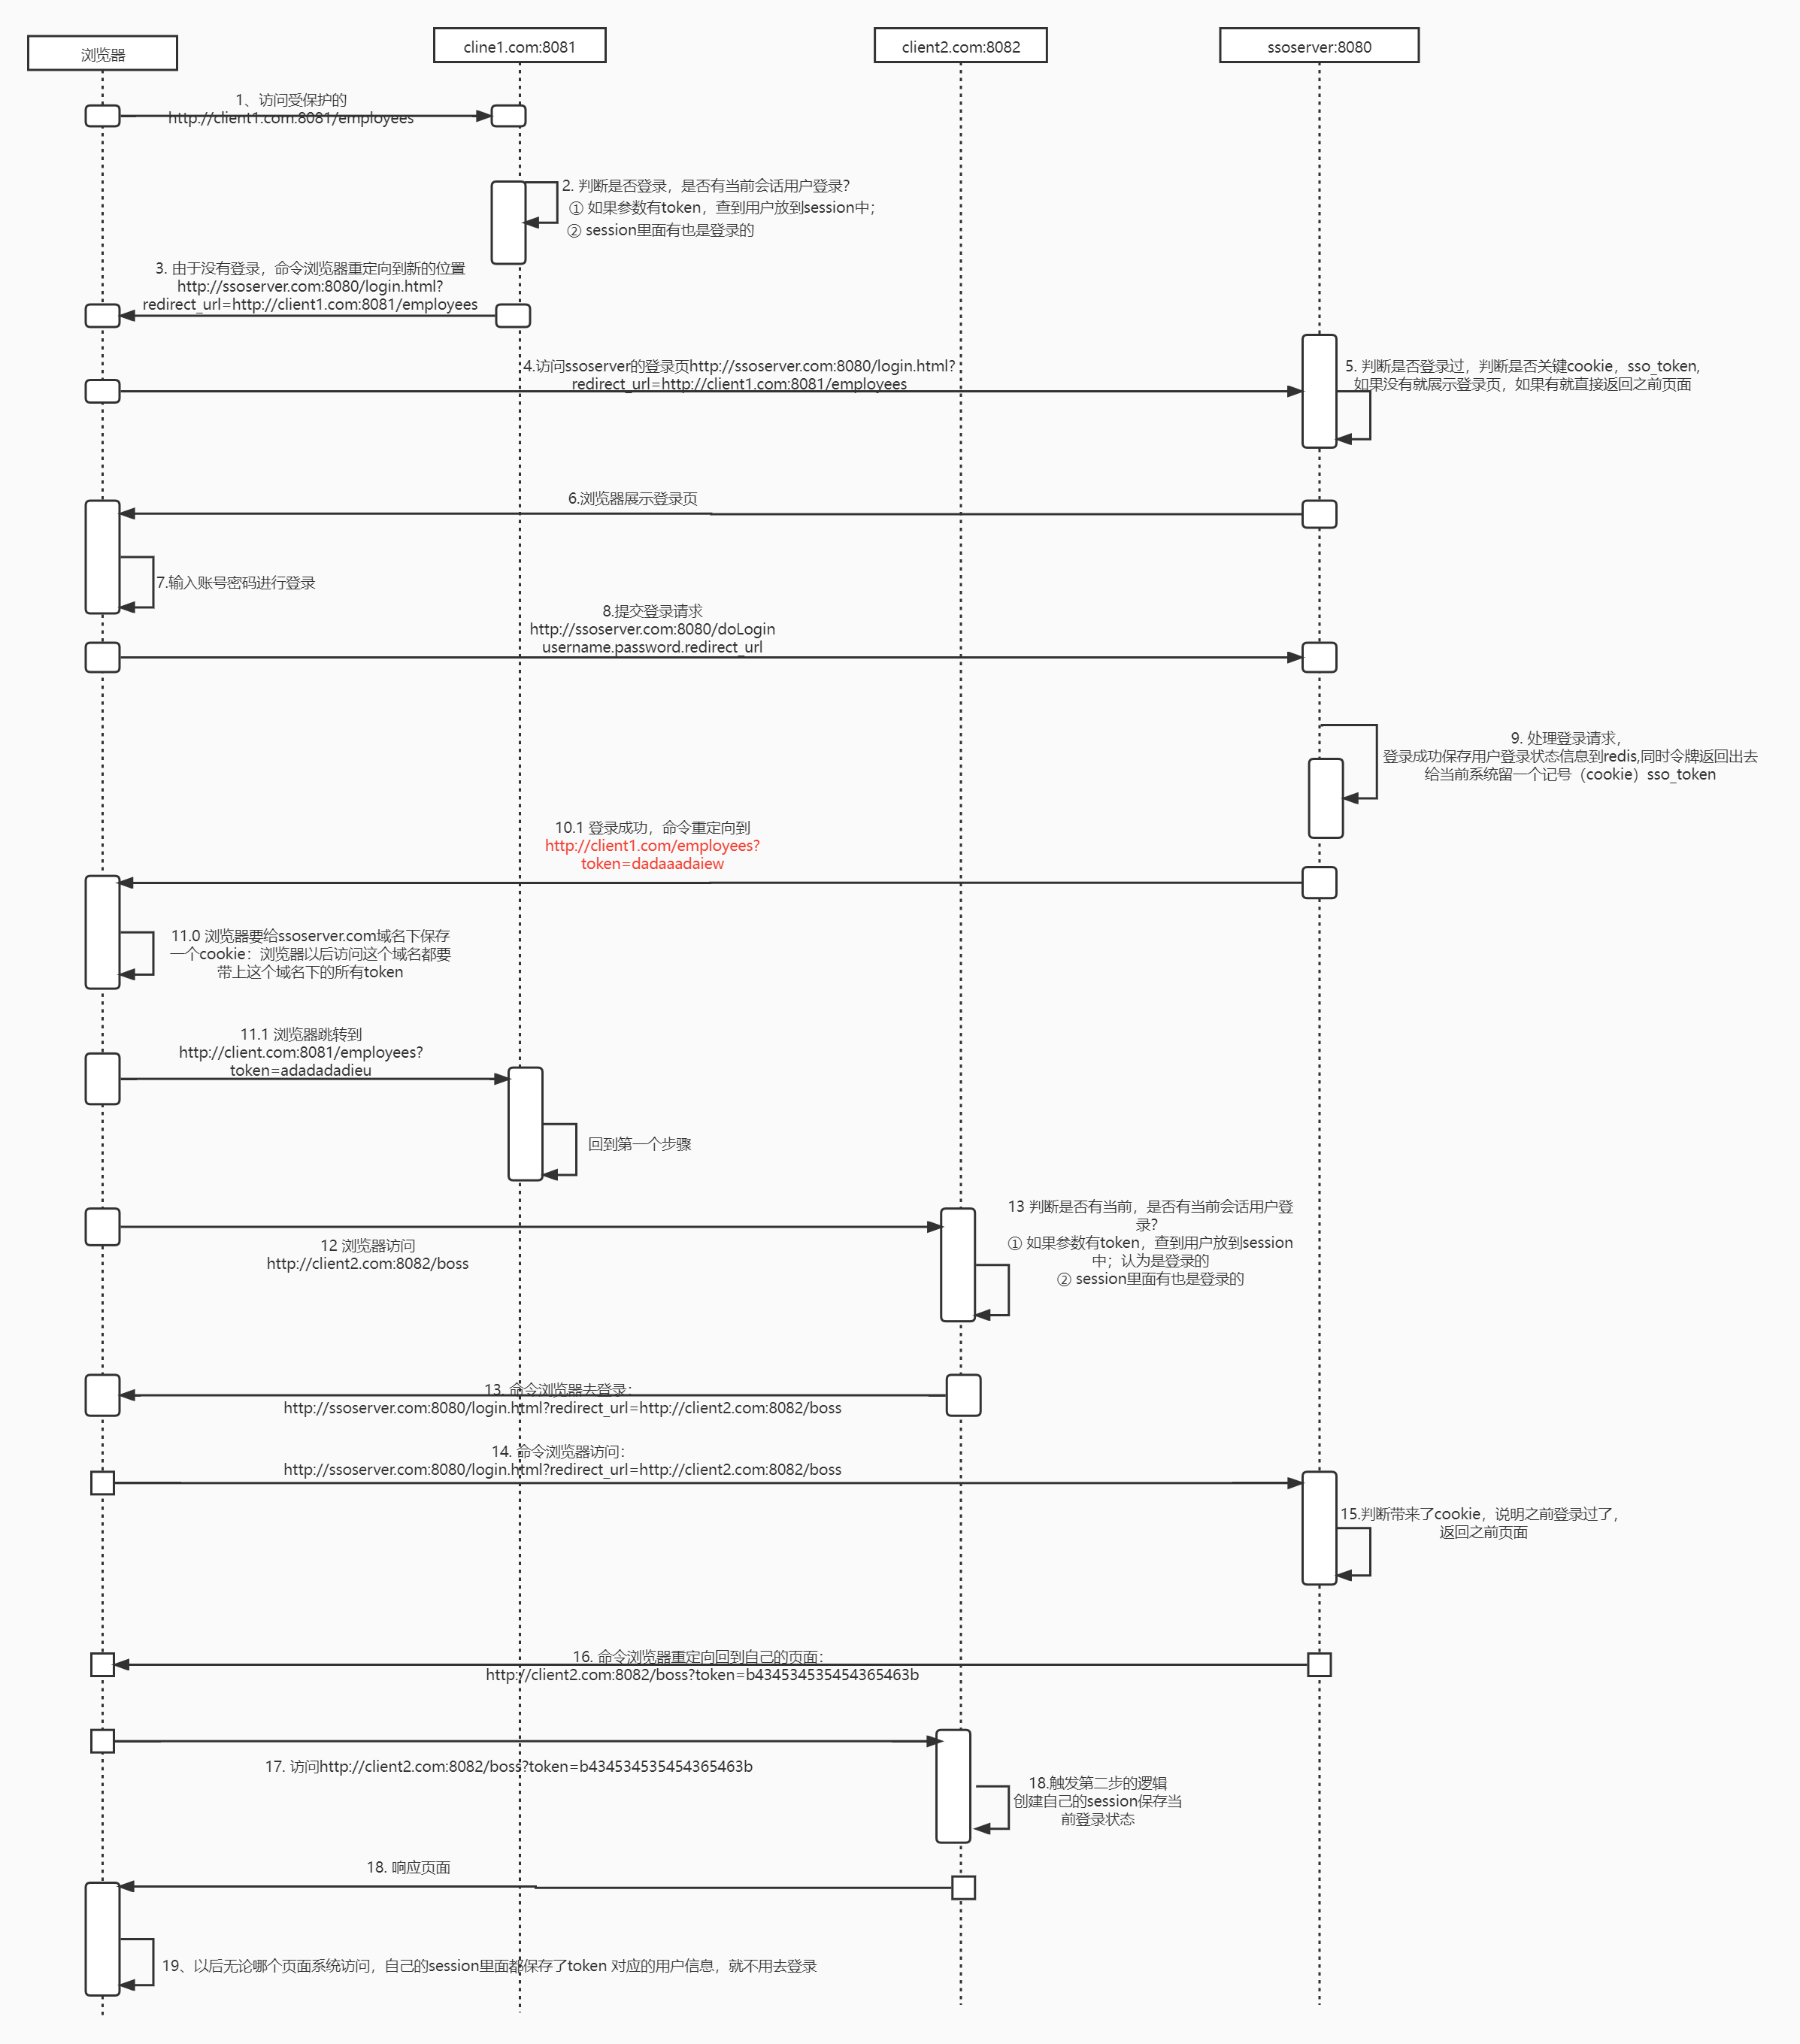 浏览器
cline1.com:8081
client2.com:8082
ssoserver:8080
1、访问受保护的
http://client1.com:8081/employees
2. 判断是否登录，是否有当前会话用户登录?
① 如果参数有token，查到用户放到session中；
② session里面有也是登录的
3. 由于没有登录，命令浏览器重定向到新的位置
http://ssoserver.com:8080/login.html?
redirect_url=http://client1.com:8081/employees
4.访问ssoserver的登录页http://ssoserver.com:8080/login.html?
redirect_url=http://client1.com:8081/employees
5. 判断是否登录过，判断是否关键cookie，sso_token,
如果没有就展示登录页，如果有就直接返回之前页面
6.浏览器展示登录页
7.输入账号密码进行登录
8.提交登录请求
http://ssoserver.com:8080/doLogin
username.password.redirect_url
9. 处理登录请求，
登录成功保存用户登录状态信息到redis,同时令牌返回出去
给当前系统留一个记号（cookie）sso_token
10.1 登录成功，命令重定向到
http://client1.com/employees?
token=dadaaadaiew
11.0 浏览器要给ssoserver.com域名下保存
一个cookie：浏览器以后访问这个域名都要
带上这个域名下的所有token
11.1 浏览器跳转到
http://client.com:8081/employees?
token=adadadadieu
回到第一个步骤
12 浏览器访问
http://client2.com:8082/boss
13 判断是否有当前，是否有当前会话用户登
录?
① 如果参数有token，查到用户放到session
中；认为是登录的
② session里面有也是登录的
13. 命令浏览器去登录：
http://ssoserver.com:8080/login.html?redirect_url=http://client2.com:8082/boss
14. 命令浏览器访问：
http://ssoserver.com:8080/login.html?redirect_url=http://client2.com:8082/boss
15.判断带来了cookie，说明之前登录过了，
返回之前页面
16. 命令浏览器重定向回到自己的页面：
http://client2.com:8082/boss?token=b434534535454365463b
17. 访问http://client2.com:8082/boss?token=b434534535454365463b
18.触发第二步的逻辑
创建自己的session保存当
前登录状态
18. 响应页面
19、以后无论哪个页面系统访问，自己的session里面都保存了token 对应的用户信息，就不用去登录